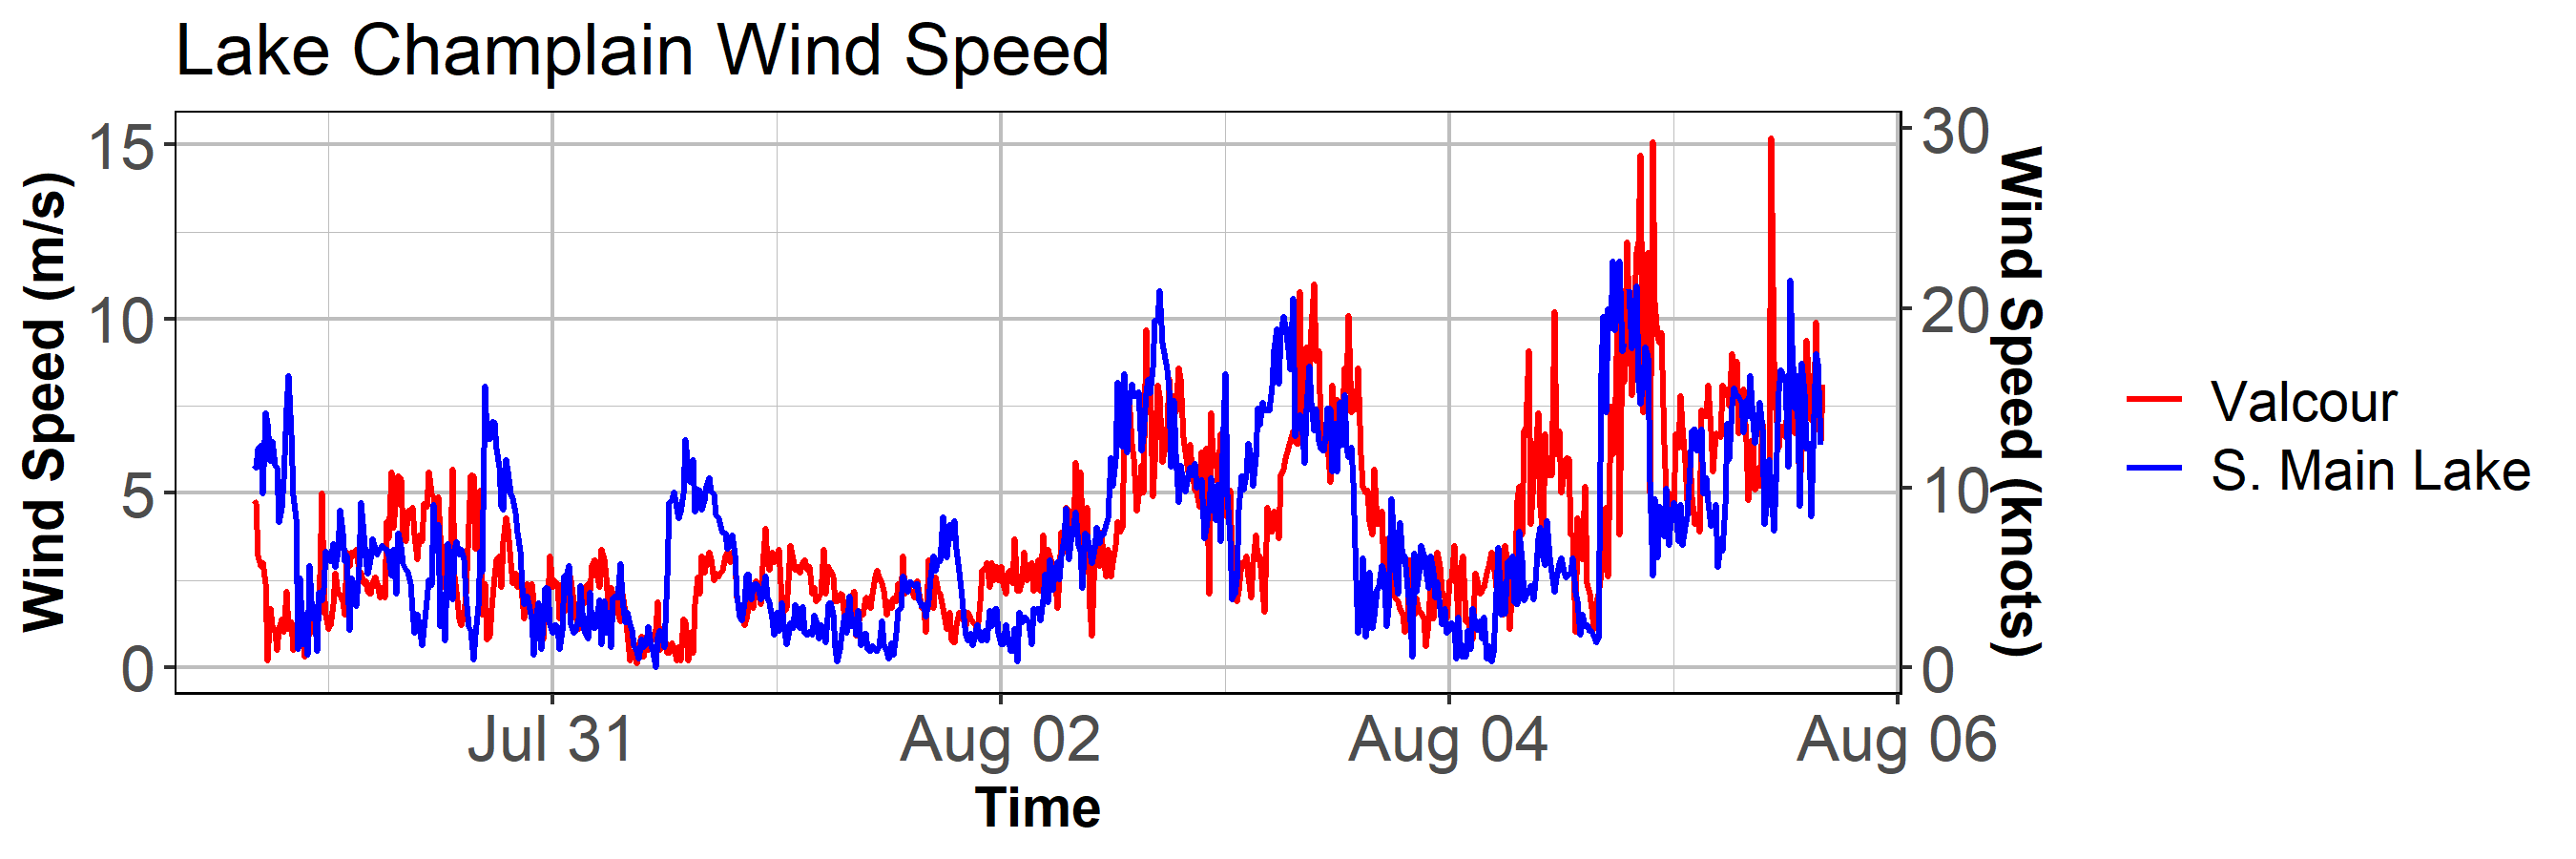 Lake Champlain Wind Speed
Wind Speed (m/s)
15
10
5
0
30
20
10
0
Wind Speed (knots)
Jul 31
Aug 02
Aug 04
Aug 06
Time
Valcour
S. Main Lake